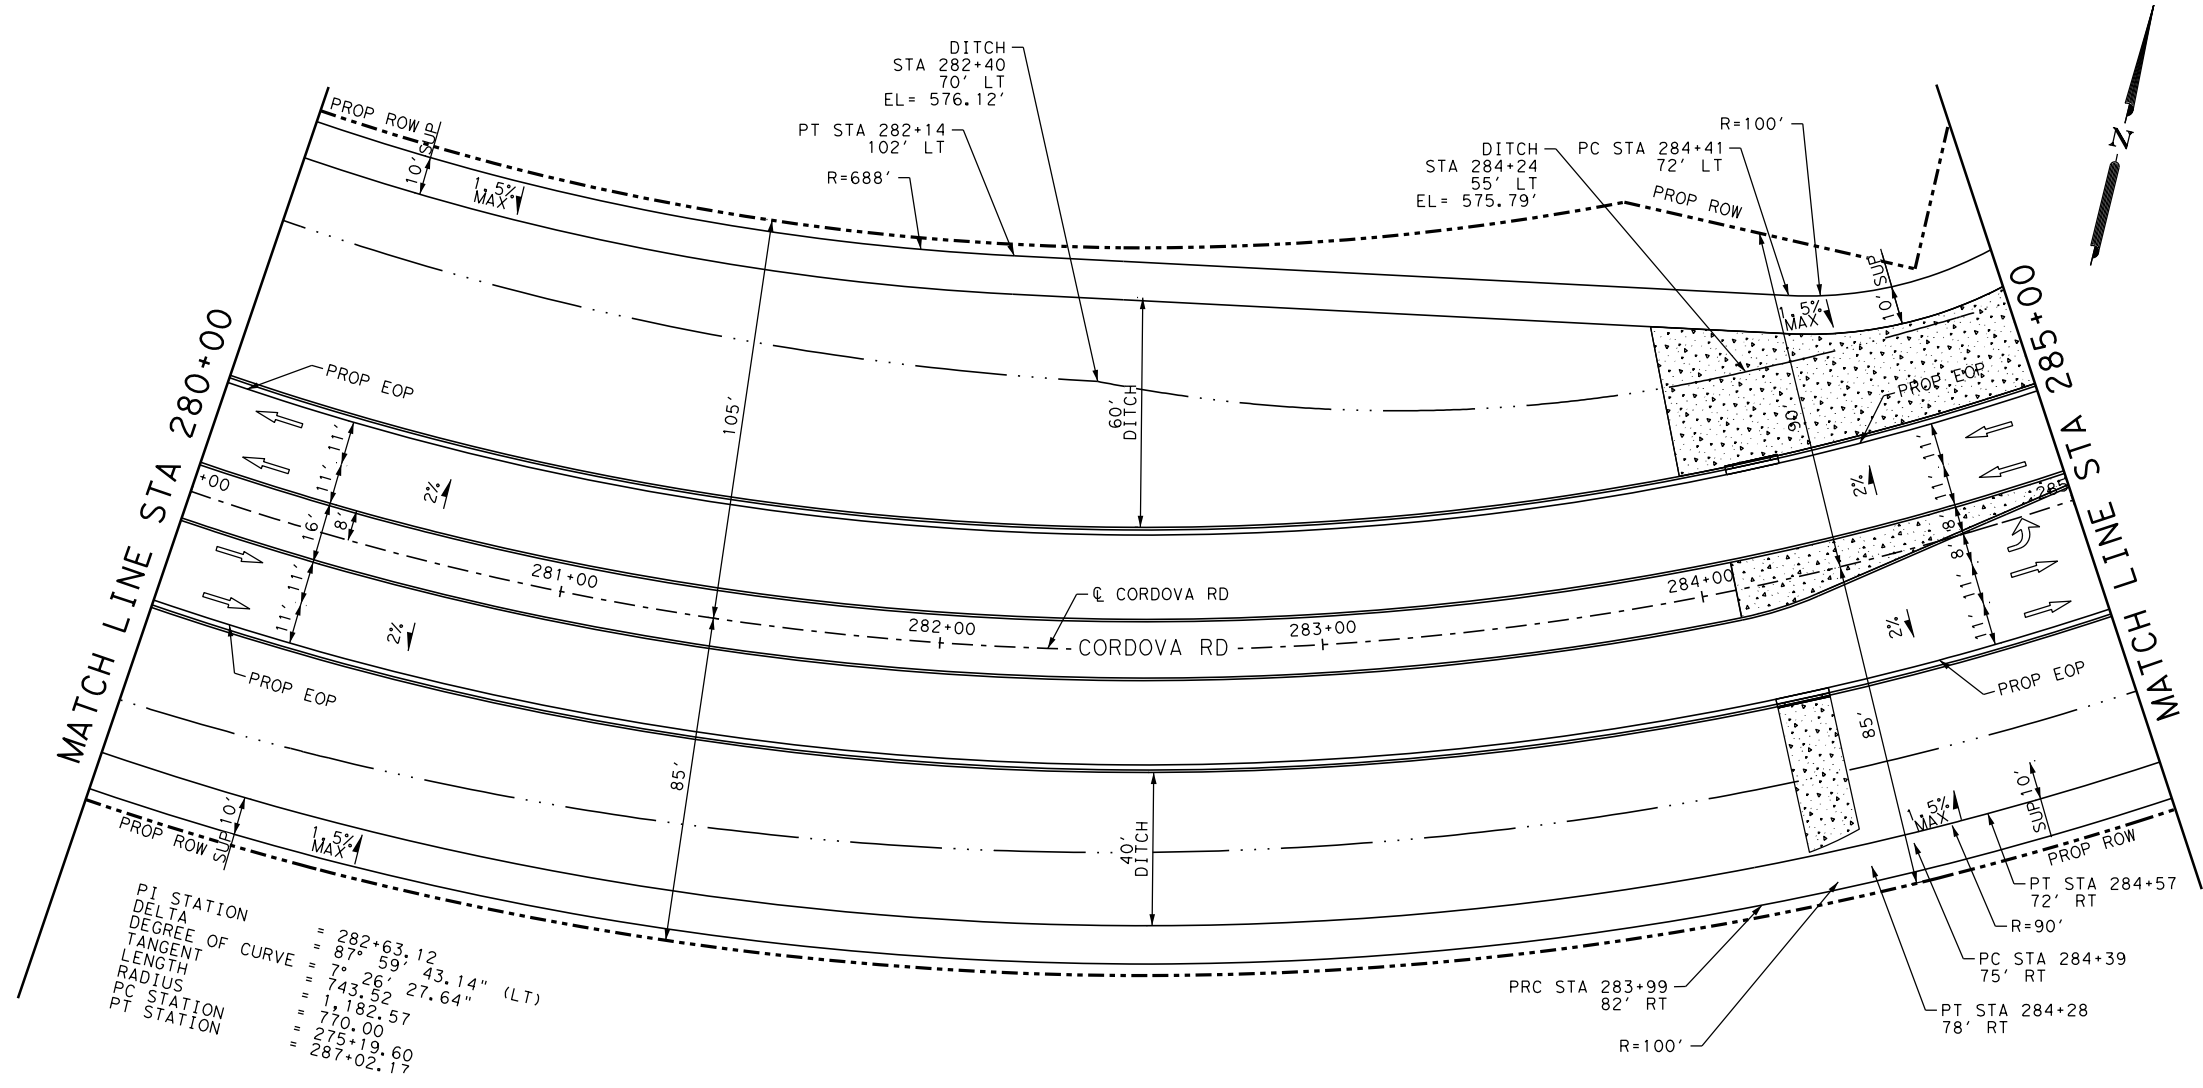 DITCH
STA 282+40
70' LT
EL= 576.12'
PT STA 282+14
102' LT
R=688'
R=100'
DITCH
STA 284+24
55' LT
EL= 575.79'
PC STA 284+41
72' LT
N
PROP ROW
10' SUP
1.5%
MAX
PROP ROW
10' SUP
1.5%
MAX
MATCH LINE STA 280+00
MATCH LINE STA 285+00
PROP EOP
PROP EOP
105'
60'
DITCH
90'
11' 11'
11' 11'
2%
2%
+00
285
16'
8'
8'
8'
11' 11'
11' 11'
281+00
282+00
283+00
284+00
℄ CORDOVA RD
CORDOVA RD
2%
2%
PROP EOP
PROP EOP
85'
85'
40'
DITCH
SUP 10'
1.5%
MAX
PROP ROW
SUP 10'
1.5%
MAX
PROP ROW
PT STA 284+57
72' RT
R=90'
PC STA 284+39
75' RT
PT STA 284+28
78' RT
PRC STA 283+99
82' RT
R=100'
PI STATION = 282+63.12
DELTA = 87° 59' 43.14" (LT)
DEGREE OF CURVE = 7° 26' 27.64"
TANGENT = 743.52
LENGTH = 1,182.57
RADIUS = 770.00
PC STATION = 275+19.60
PT STATION = 287+02.17